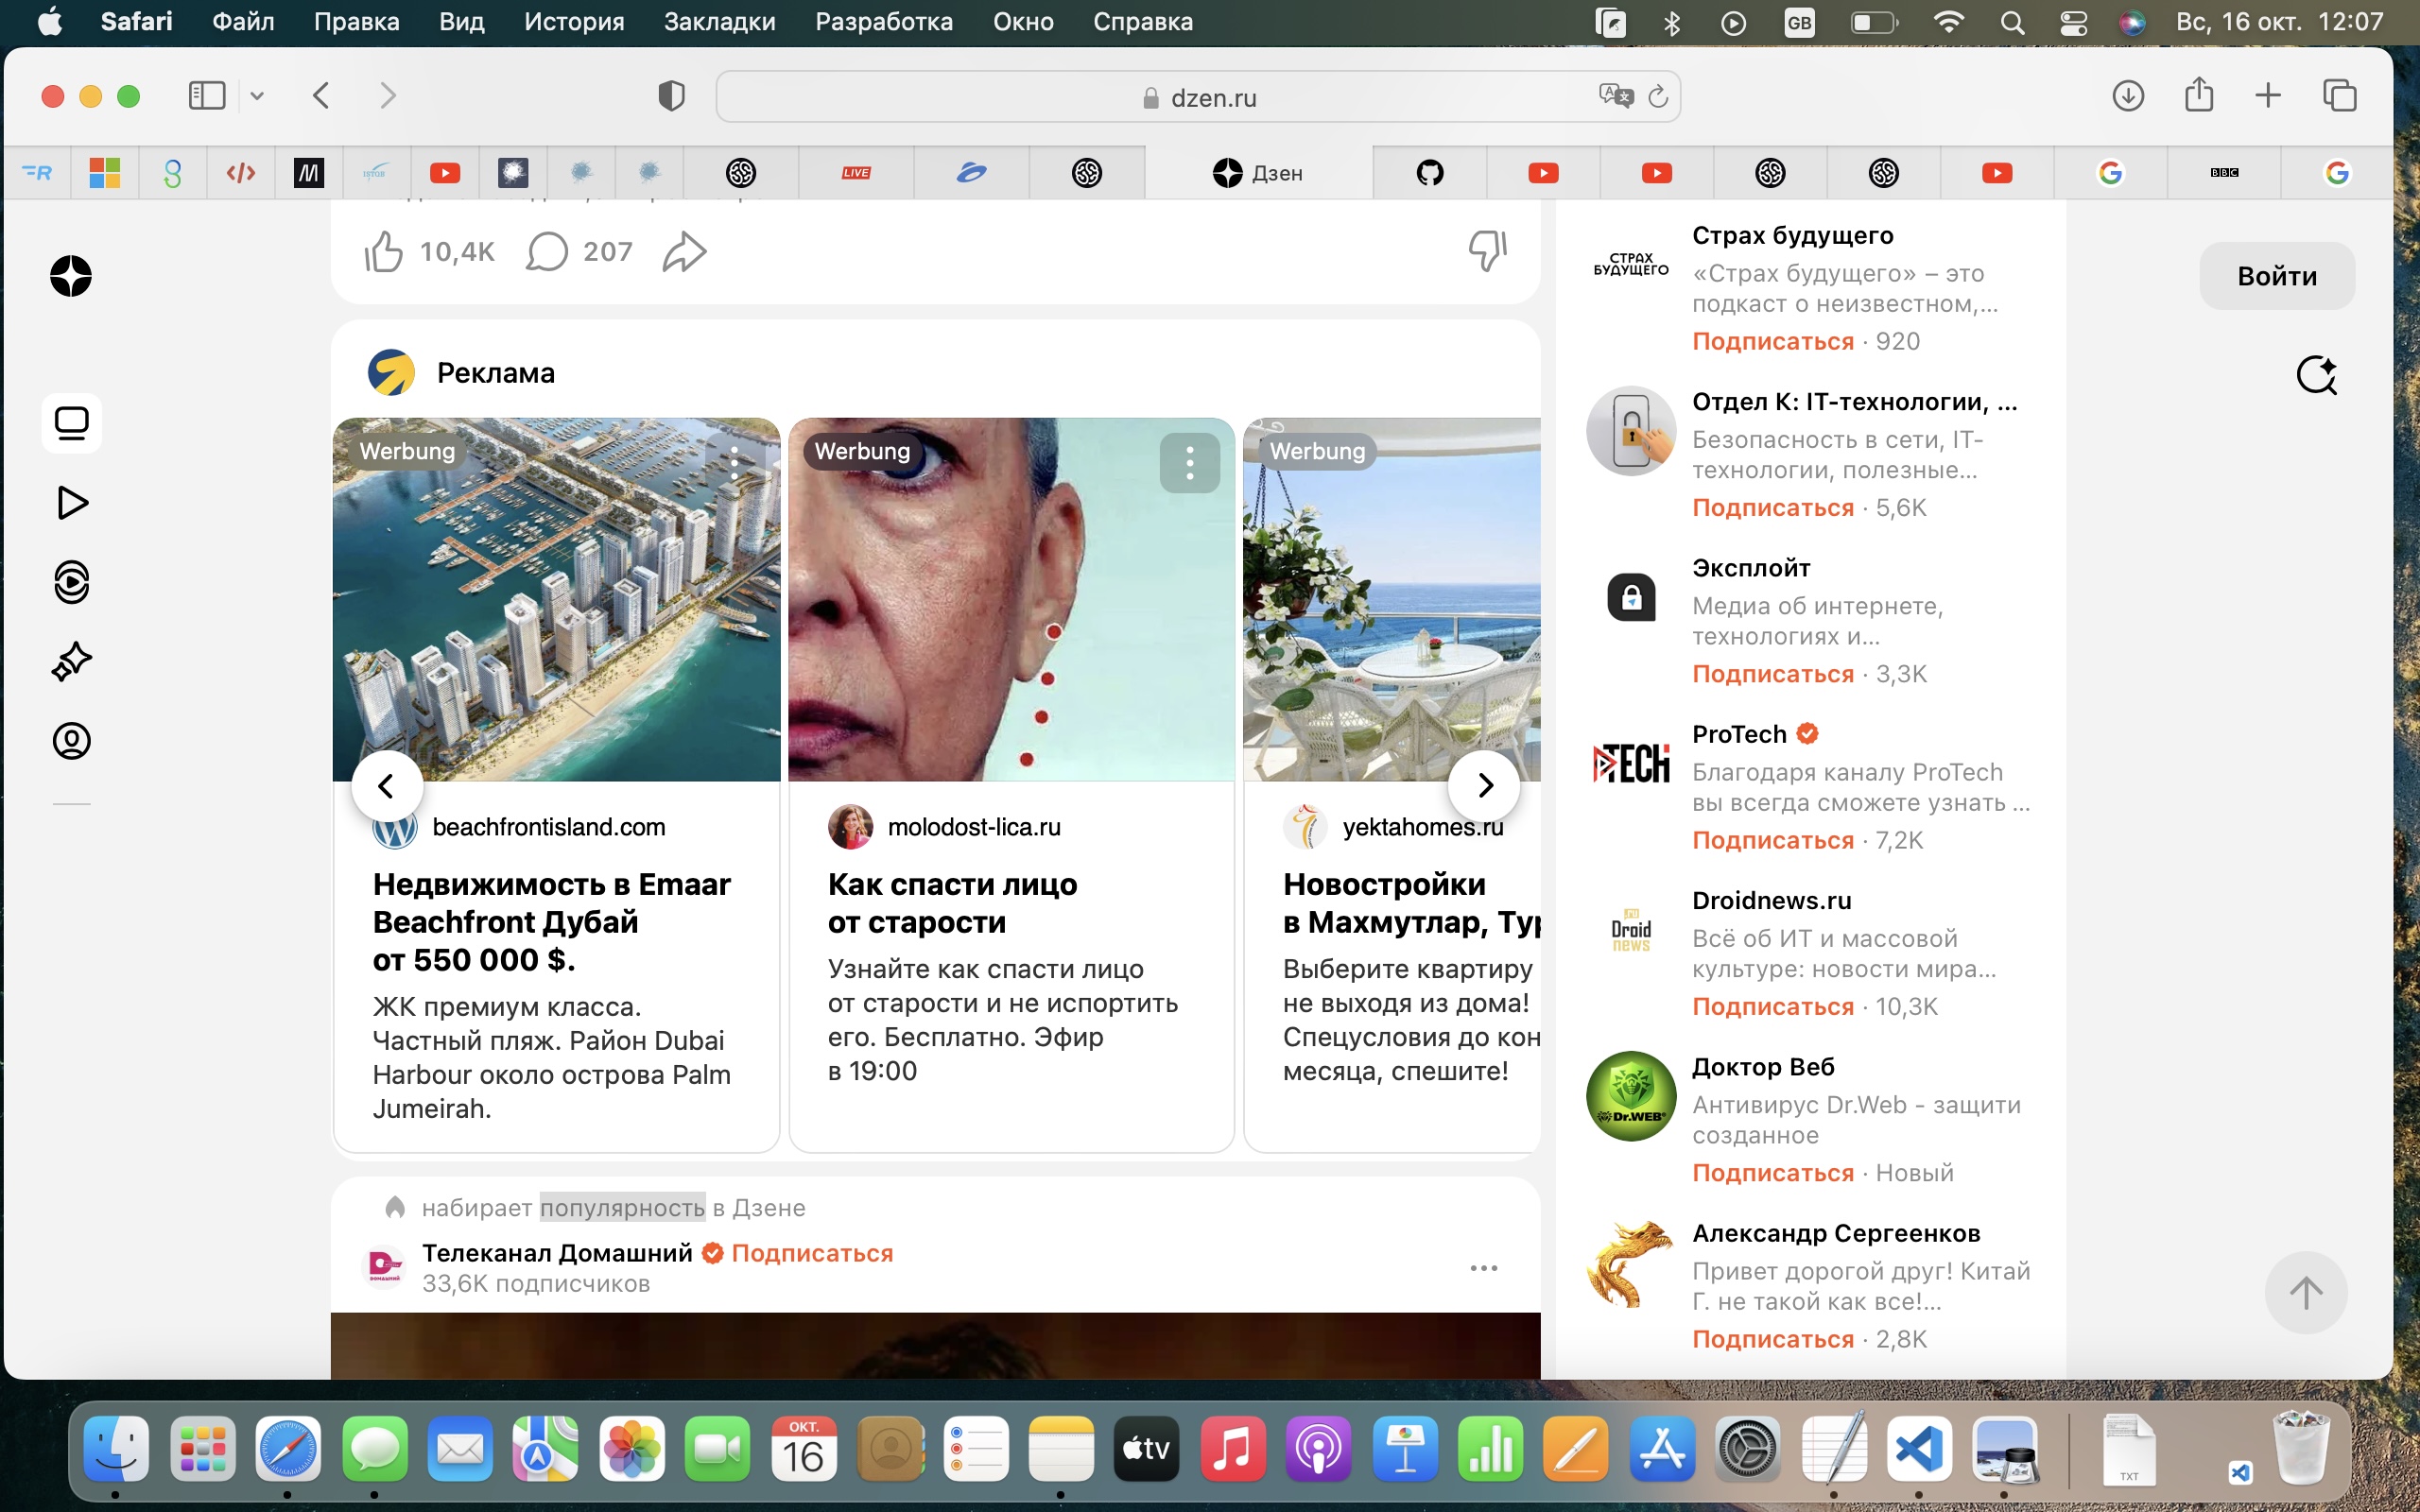 Safari Файл Правка Вид История Закладки Разработка Окно Справка GB Вс, 16 окт. 12:07
dzen.ru
LIVE Дзен BBC
10,4K 207
Войти
Реклама
Werbung
beachfrontisland.com
Недвижимость в Emaar
Beachfront Дубай
от 550 000 $.
ЖК премиум класса.
Частный пляж. Район Dubai
Harbour около острова Palm
Jumeirah.
Werbung
molodost-lica.ru
Как спасти лицо
от старости
Узнайте как спасти лицо
от старости и не испортить
его. Бесплатно. Эфир
в 19:00
Werbung
yektahomes.ru
Новостройки
в Махмутлар, Тур
Выберите квартиру
не выходя из дома!
Спецусловия до кон
месяца, спешите!
набирает популярность в Дзене
Телеканал Домашний Подписаться
33,6K подписчиков
СТРАХ
БУДУЩЕГО
Страх будущего
«Страх будущего» – это
подкаст о неизвестном,...
Подписаться · 920
Отдел К: IT-технологии, ...
Безопасность в сети, IT-
технологии, полезные...
Подписаться · 5,6K
Эксплойт
Медиа об интернете,
технологиях и...
Подписаться · 3,3K
TECH
ProTech
Благодаря каналу ProTech
вы всегда сможете узнать ...
Подписаться · 7,2K
.ru
Droid
news
Droidnews.ru
Всё об ИТ и массовой
культуре: новости мира...
Подписаться · 10,3K
Dr.WEB
Доктор Веб
Антивирус Dr.Web - защити
созданное
Подписаться · Новый
Александр Сергеенков
Привет дорогой друг! Китай
Г. не такой как все!...
Подписаться · 2,8K
ОКТ.
16
tv
TXT